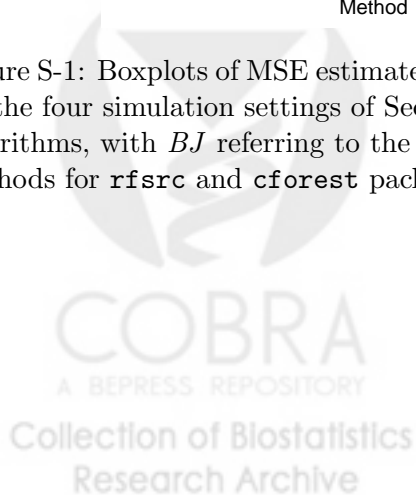 Method
ure S-1: Boxplots of MSE estimate
the four simulation settings of Sec
rithms, with BJ referring to the
hods for rfsrc and cforest pack
COBRA
A BEPRESS REPOSITORY
Collection of Biostatistics
Research Archive